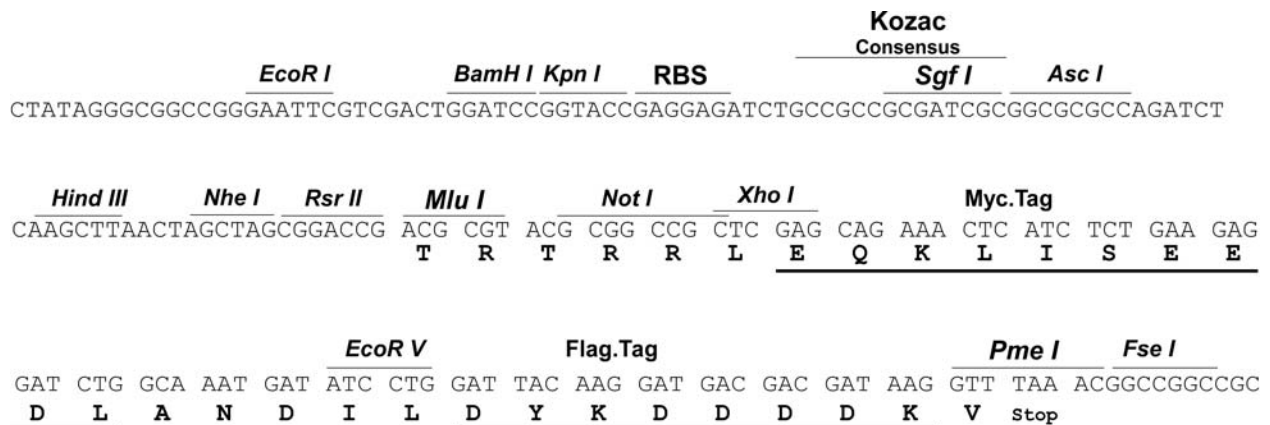 Kozac
Consensus
EcoR I BamH I Kpn I RBS Sgf I Asc I
CTATAGGGCGGCCGGGAATTCGTCGACTGGATCCGGTACCGAGGAGATCTGCCGCCGCGATCGCGGCGCGCCAGATCT
Hind III Nhe I Rsr II Mlu I Not I Xho I Myc.Tag
CAAGCTTAACTAGCTAGCGGACCG ACG CGT ACG CGG CCG CTC GAG CAG AAA CTC ATC TCT GAA GAG
T R T R R L E Q K L I S E E
EcoR V Flag.Tag Pme I Fse I
GAT CTG GCA AAT GAT ATC CTG GAT TAC AAG GAT GAC GAC GAT AAG GTT TAA ACGGCCGGCCGC
D L A N D I L D Y K D D D D K V Stop